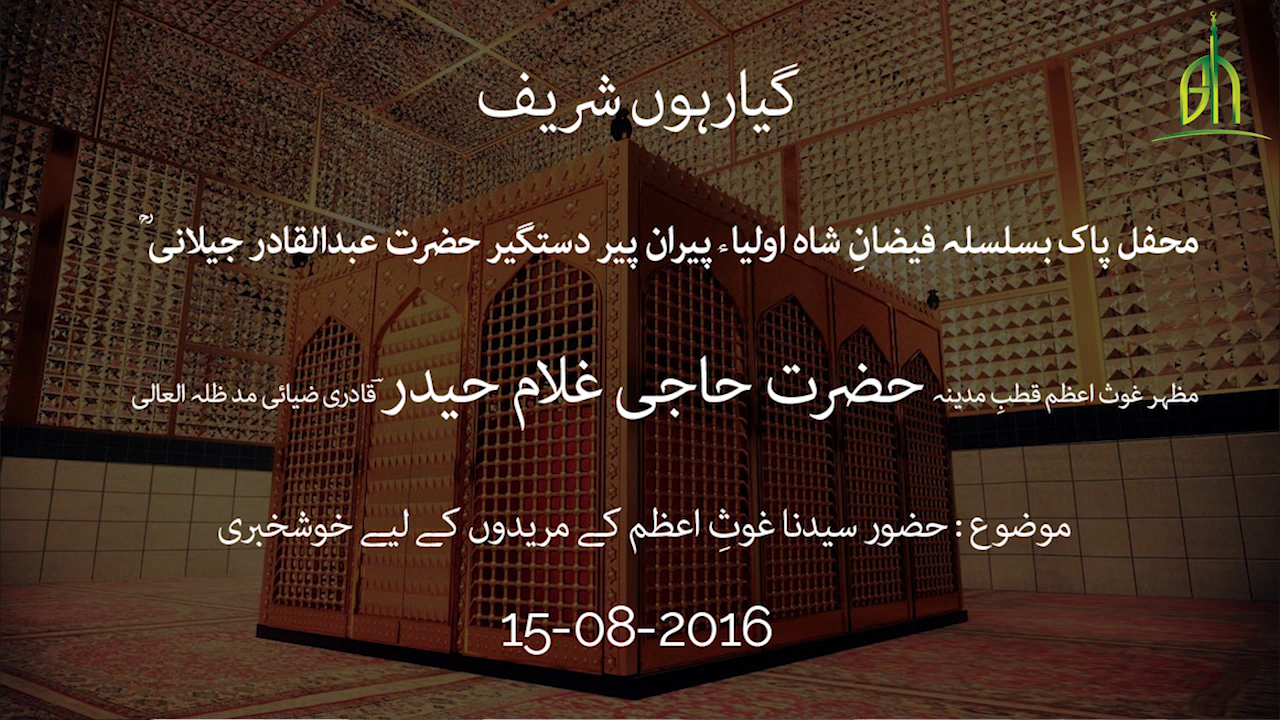 گیارہوں شریف
محفل پاک بسلسلہ فیضانِ شاہ اولیاء پیران پیر دستگیر حضرت عبدالقادر جیلانی ؒ
مظہر غوث اعظم قطبِ مدینہ حضرت حاجی غلام حیدر قادری ضیائی مد ظلہ العالی
موضوع : حضور سیدنا غوثِ اعظم کے مریدوں کے لیے خوشخبری
15-08-2016